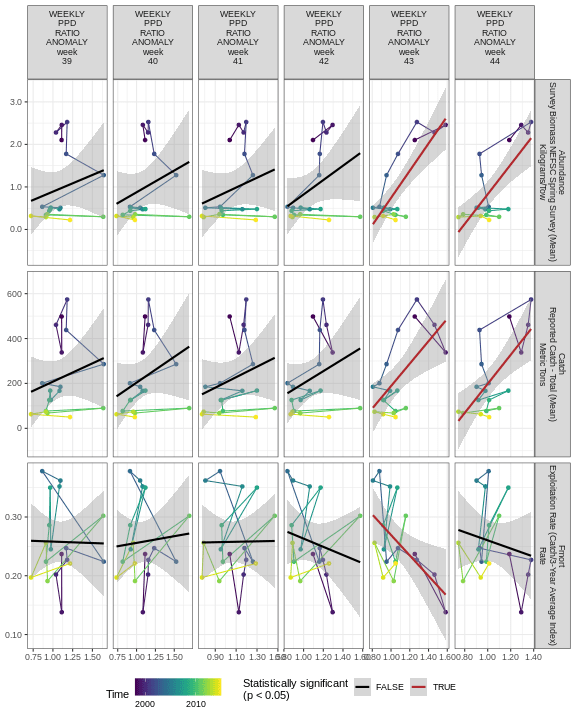 WEEKLY
PPD
RATIO
ANOMALY
week
39
WEEKLY
PPD
RATIO
ANOMALY
week
40
WEEKLY
PPD
RATIO
ANOMALY
week
41
WEEKLY
PPD
RATIO
ANOMALY
week
42
WEEKLY
PPD
RATIO
ANOMALY
week
43
WEEKLY
PPD
RATIO
ANOMALY
week
44
3.0
2.0
1.0
0.0
Abundance
Survey Biomass NEFSC Spring Survey (Mean)
Kilograms/Tow
600
400
200
0
Catch
Reported Catch - Total (Mean)
Metric Tons
0.30
0.20
0.10
Fmort
Exploitation Rate (Catch/3-Year Average Index)
Rate
0.75 1.00 1.25 1.50
0.75 1.00 1.25 1.50
0.90 1.10 1.30
0.80 1.00 1.20 1.40
0.80 1.00 1.20 1.40
0.80 1.00 1.20 1.40
Time
2000 2010
Statistically significant
(p < 0.05)
FALSE
TRUE